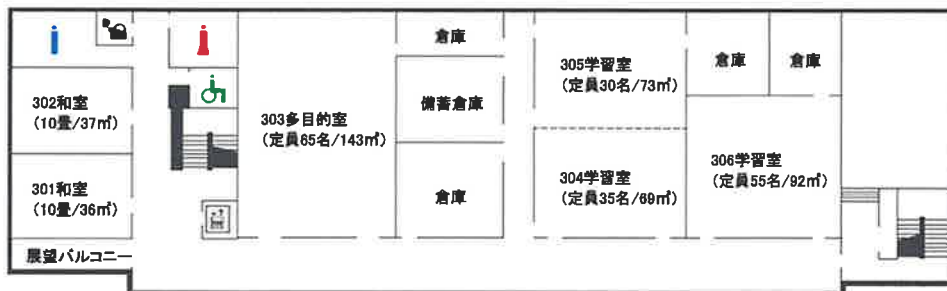 302和室
（10畳/37㎡）
301和室
（10畳/36㎡）
展望バルコニー
303多目的室
（定員65名/143㎡）
倉庫
備蓄倉庫
倉庫
305学習室
（定員30名/73㎡）
304学習室
（定員35名/69㎡）
倉庫
倉庫
306学習室
（定員55名/92㎡）